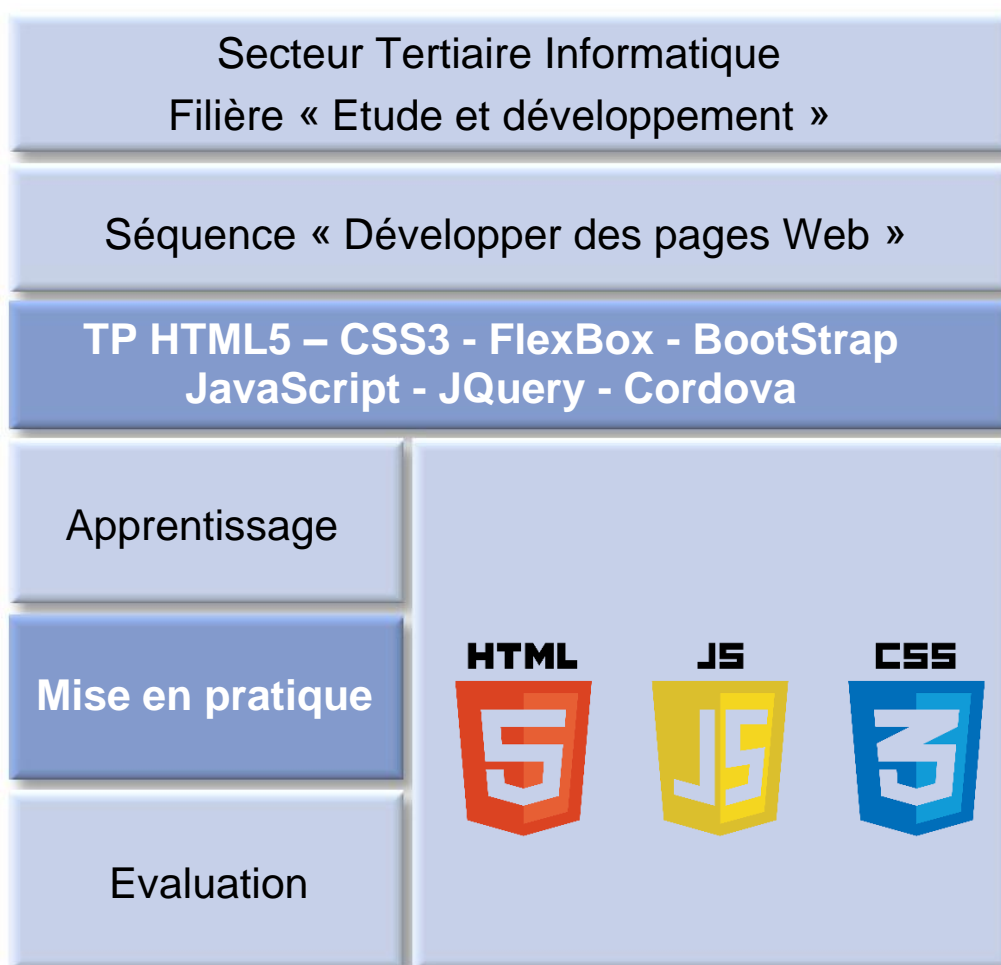 Secteur Tertiaire Informatique
Filière « Etude et développement »
Séquence « Développer des pages Web »
TP HTML5 – CSS3 - FlexBox - BootStrap
JavaScript - JQuery - Cordova
Apprentissage
Mise en pratique
Evaluation
HTML
5
JS
JS
CSS
3